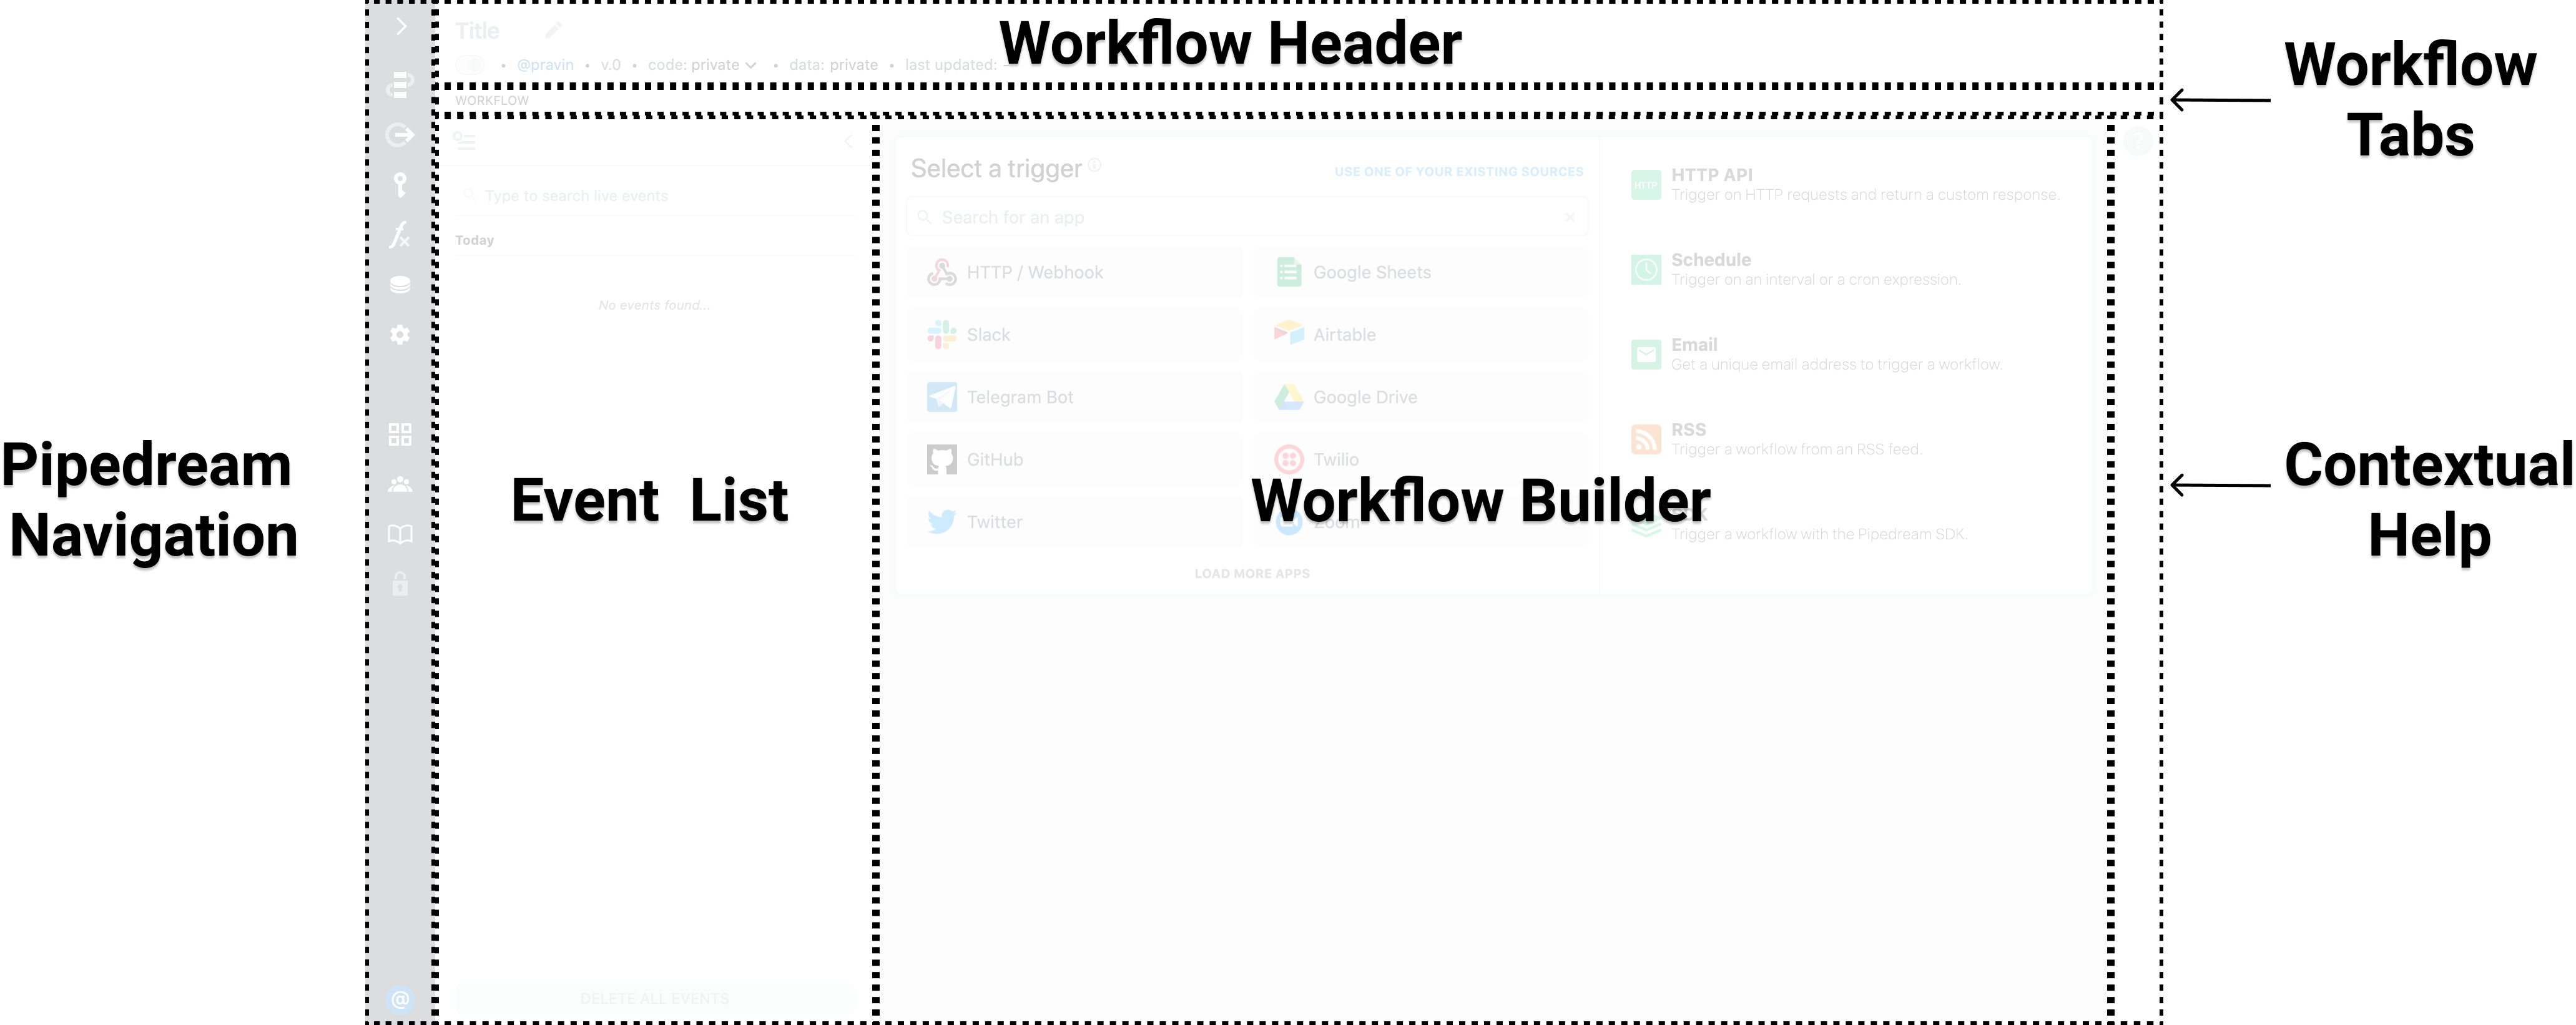 Title
Workflow Header
• @pravin • v.0 • code: private • data: private • last updated: -
Workflow
Tabs
WORKFLOW
Pipedream
Navigation
Type to search live events
Today
No events found...
Event List
DELETE ALL EVENTS
@
Select a trigger
USE ONE OF YOUR EXISTING SOURCES
Search for an app
HTTP / Webhook
Google Sheets
Slack
Airtable
Telegram Bot
Google Drive
GitHub
Twilio
Twitter
Zoom
Workflow Builder
LOAD MORE APPS
HTTP
HTTP API
Trigger on HTTP requests and return a custom response.
Schedule
Trigger on an interval or a cron expression.
Email
Get a unique email address to trigger a workflow.
RSS
Trigger a workflow from an RSS feed.
Trigger a workflow with the Pipedream SDK.
?
Contextual
Help